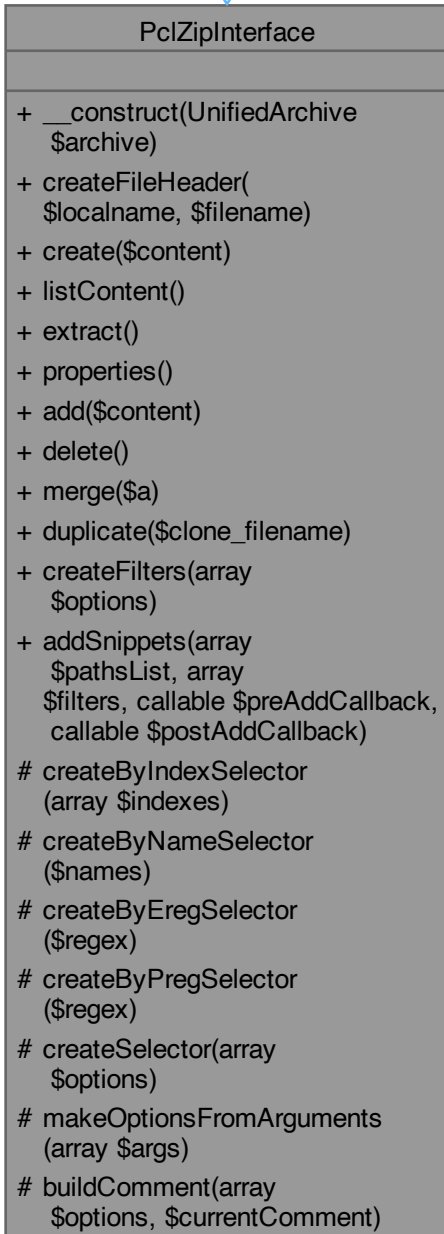 PclZipInterface
+ __construct(UnifiedArchive
$archive)
+ createFileHeader(
$localname, $filename)
+ create($content)
+ listContent()
+ extract()
+ properties()
+ add($content)
+ delete()
+ merge($a)
+ duplicate($clone_filename)
+ createFilters(array
$options)
+ addSnippets(array
$pathsList, array
$filters, callable $preAddCallback,
callable $postAddCallback)
# createByIndexSelector
(array $indexes)
# createByNameSelector
($names)
# createByEregSelector
($regex)
# createByPregSelector
($regex)
# createSelector(array
$options)
# makeOptionsFromArguments
(array $args)
# buildComment(array
$options, $currentComment)